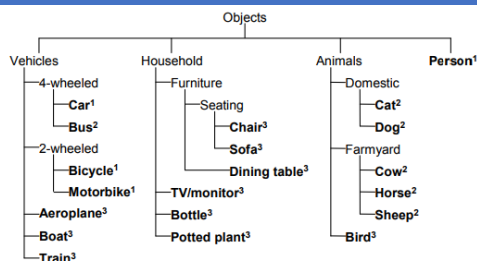 Objects
Vehicles Household Animals Person¹
4-wheeled Furniture Domestic
Car¹ Seating Cat²
Bus² Chair³ Dog²
2-wheeled Sofa³ Farmyard
Bicycle¹ Dining table³ Cow²
Motorbike¹ TV/monitor³ Horse²
Aeroplane³ Bottle³ Sheep²
Boat³ Potted plant³ Bird³
Train³